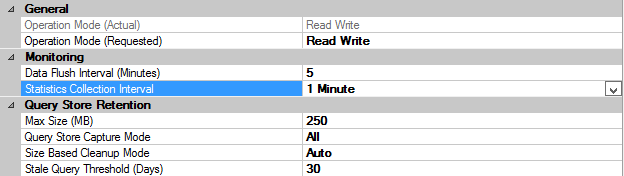 General
Operation Mode (Actual) Read Write
Operation Mode (Requested) Read Write
Monitoring
Data Flush Interval (Minutes) 5
Statistics Collection Interval 1 Minute
Query Store Retention
Max Size (MB) 250
Query Store Capture Mode All
Size Based Cleanup Mode Auto
Stale Query Threshold (Days) 30